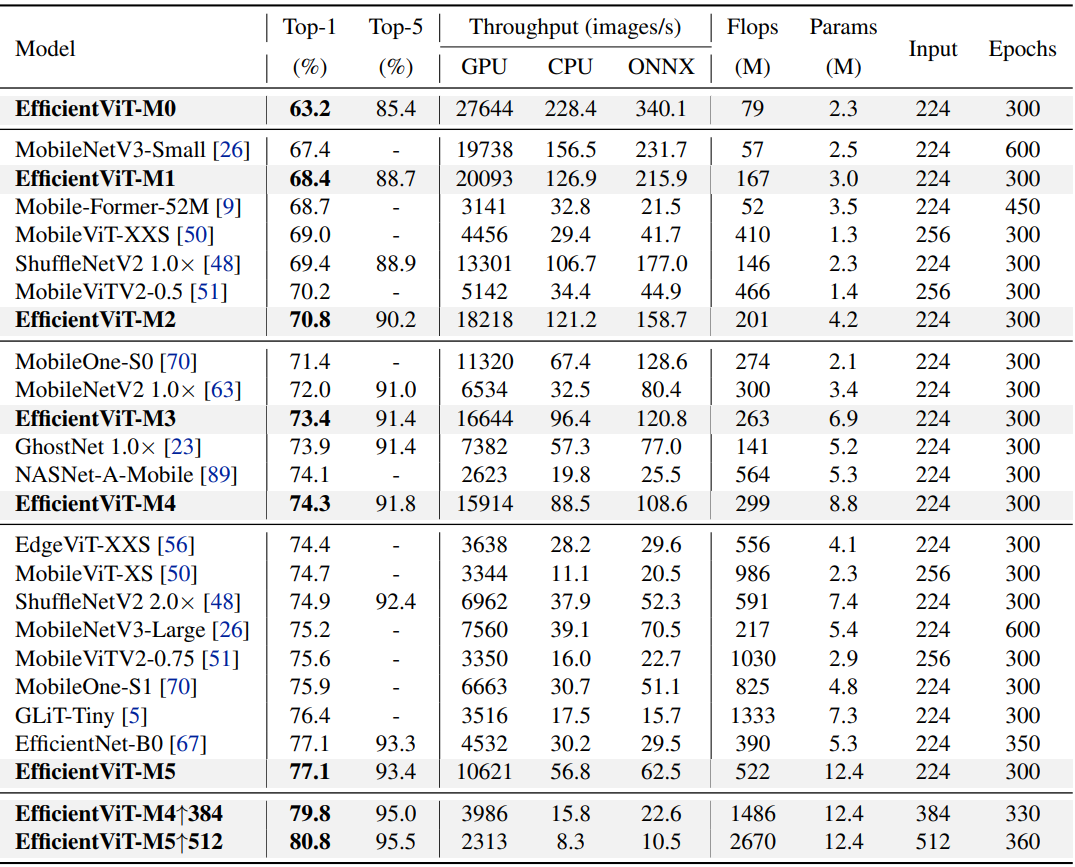 Model Top-1 Top-5 Throughput (images/s) Flops Params Input Epochs
(%) (%) GPU CPU ONNX (M) (M)
EfficientViT-M0 63.2 85.4 27644 228.4 340.1 79 2.3 224 300
MobileNetV3-Small [26] 67.4 - 19738 156.5 231.7 57 2.5 224 600
EfficientViT-M1 68.4 88.7 20093 126.9 215.9 167 3.0 224 300
Mobile-Former-52M [9] 68.7 - 3141 32.8 21.5 52 3.5 224 450
MobileViT-XXS [50] 69.0 - 4456 29.4 41.7 410 1.3 256 300
ShuffleNetV2 1.0× [48] 69.4 88.9 13301 106.7 177.0 146 2.3 224 300
MobileViTV2-0.5 [51] 70.2 - 5142 34.4 44.9 466 1.4 256 300
EfficientViT-M2 70.8 90.2 18218 121.2 158.7 201 4.2 224 300
MobileOne-S0 [70] 71.4 - 11320 67.4 128.6 274 2.1 224 300
MobileNetV2 1.0× [63] 72.0 91.0 6534 32.5 80.4 300 3.4 224 300
EfficientViT-M3 73.4 91.4 16644 96.4 120.8 263 6.9 224 300
GhostNet 1.0× [23] 73.9 91.4 7382 57.3 77.0 141 5.2 224 300
NASNet-A-Mobile [89] 74.1 - 2623 19.8 25.5 564 5.3 224 300
EfficientViT-M4 74.3 91.8 15914 88.5 108.6 299 8.8 224 300
EdgeViT-XXS [56] 74.4 - 3638 28.2 29.6 556 4.1 224 300
MobileViT-XS [50] 74.7 - 3344 11.1 20.5 986 2.3 256 300
ShuffleNetV2 2.0× [48] 74.9 92.4 6962 37.9 52.3 591 7.4 224 300
MobileNetV3-Large [26] 75.2 - 7560 39.1 70.5 217 5.4 224 600
MobileViTV2-0.75 [51] 75.6 - 3350 16.0 22.7 1030 2.9 256 300
MobileOne-S1 [70] 75.9 - 6663 30.7 51.1 825 4.8 224 300
GLiT-Tiny [5] 76.4 - 3516 17.5 15.7 1333 7.3 224 300
EfficientNet-B0 [67] 77.1 93.3 4532 30.2 29.5 390 5.3 224 350
EfficientViT-M5 77.1 93.4 10621 56.8 62.5 522 12.4 224 300
EfficientViT-M4↑384 79.8 95.0 3986 15.8 22.6 1486 12.4 384 330
EfficientViT-M5↑512 80.8 95.5 2313 8.3 10.5 2670 12.4 512 360